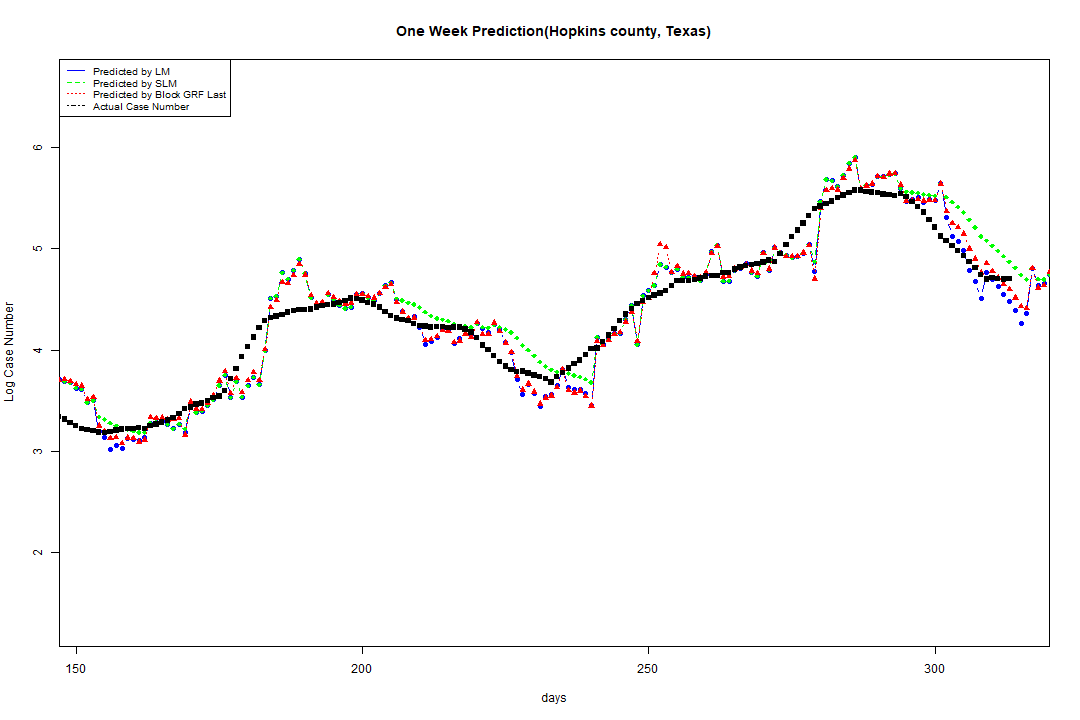 One Week Prediction(Hopkins county, Texas)
Predicted by LM
Predicted by SLM
Predicted by Block GRF Last
Actual Case Number
6
5
4
3
2
Log Case Number
150 200 250 300
days